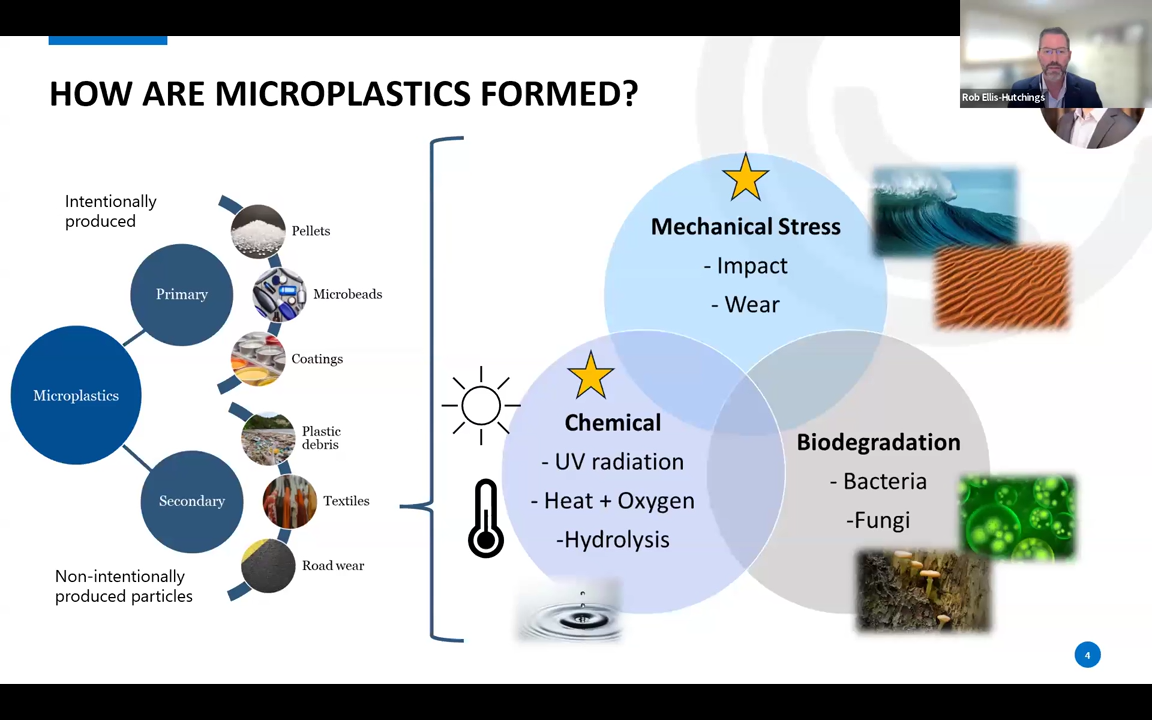 HOW ARE MICROPLASTICS FORMED?
Rob Ellis-Hutchings
Intentionally
produced
Pellets
Primary
Microbeads
Coatings
Microplastics
Plastic
debris
Secondary
Textiles
Road wear
Non-intentionally
produced particles
Mechanical Stress
- Impact
- Wear
Chemical
- UV radiation
- Heat + Oxygen
-Hydrolysis
Biodegradation
- Bacteria
-Fungi
4